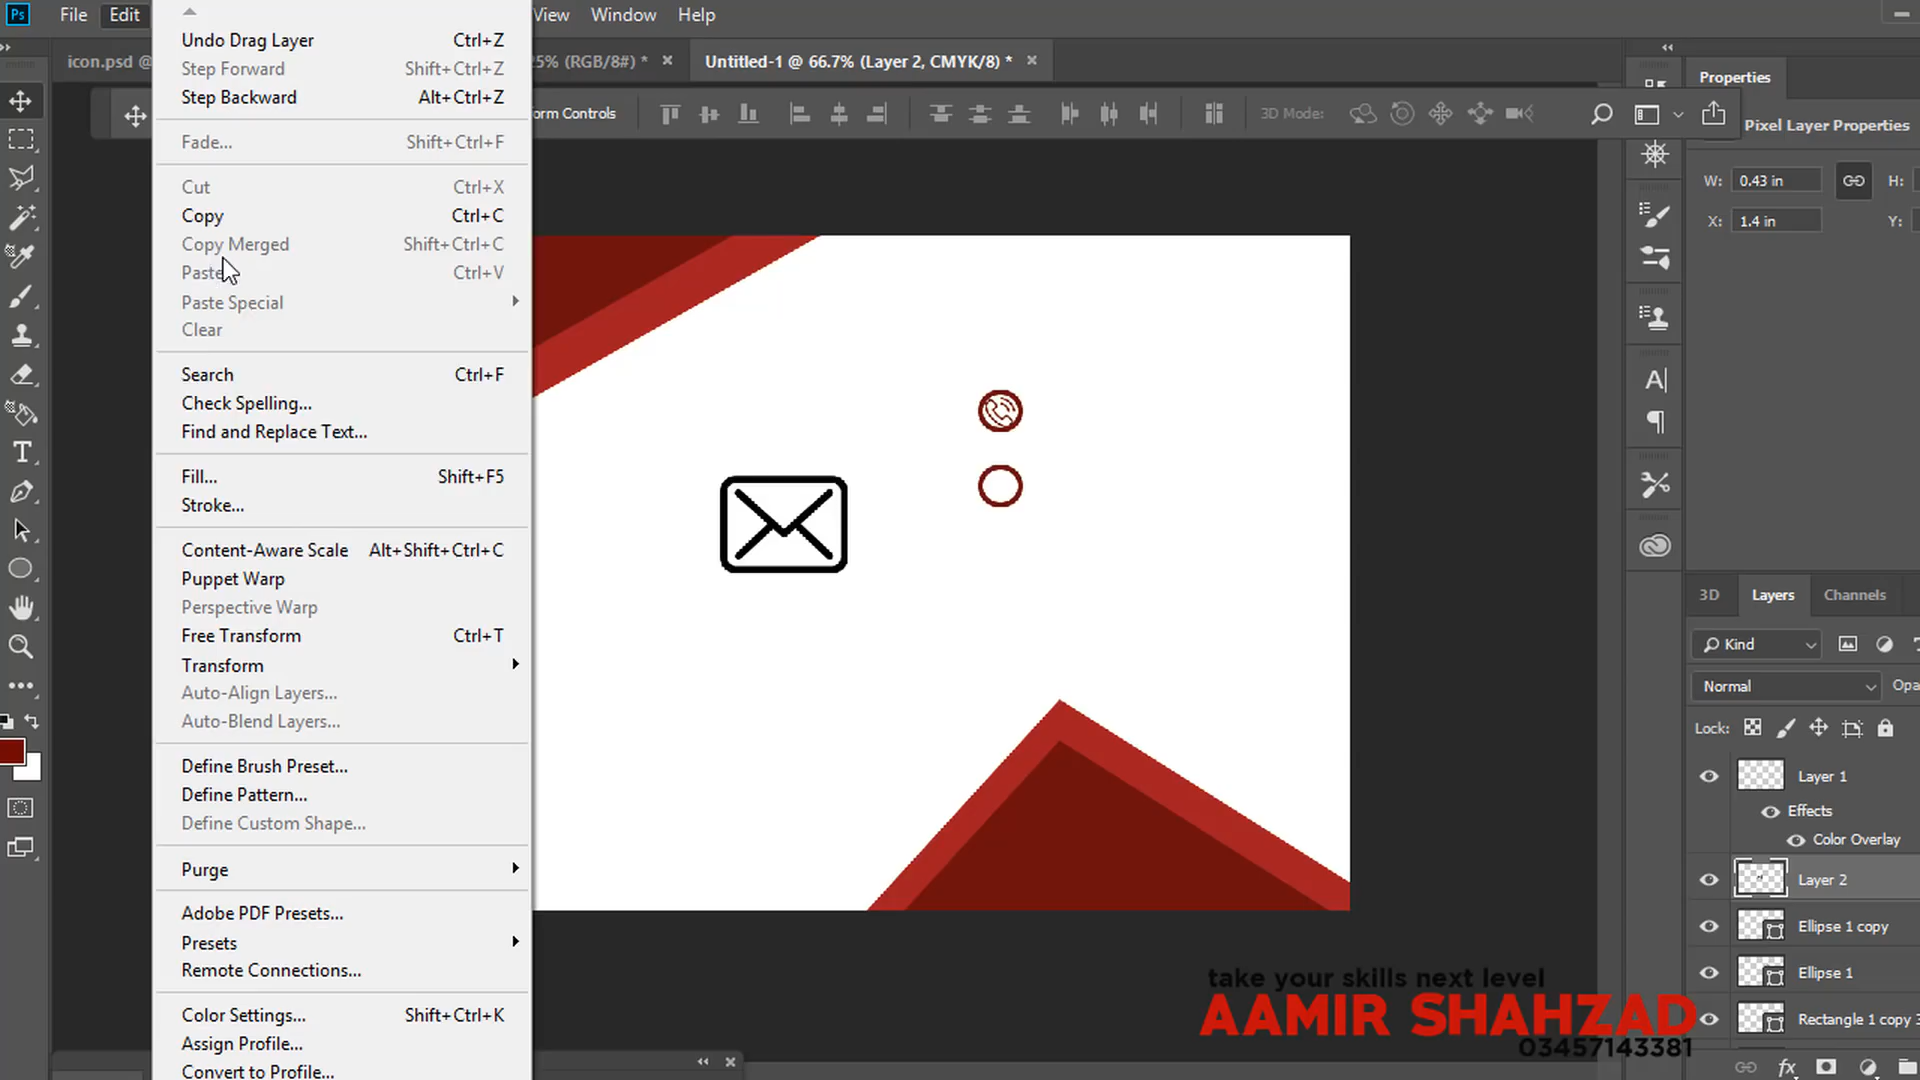 Ps File Edit View Window Help
icon.psd @ 25% (RGB/8#) * × Untitled-1 @ 66.7% (Layer 2, CMYK/8) * ×
Undo Drag Layer Ctrl+Z
Step Forward Shift+Ctrl+Z
Step Backward Alt+Ctrl+Z
Fade... Shift+Ctrl+F
Cut Ctrl+X
Copy Ctrl+C
Copy Merged Shift+Ctrl+C
Paste Ctrl+V
Paste Special
Clear
Search Ctrl+F
Check Spelling...
Find and Replace Text...
Fill... Shift+F5
Stroke...
Content-Aware Scale Alt+Shift+Ctrl+C
Puppet Warp
Perspective Warp
Free Transform Ctrl+T
Transform
Auto-Align Layers...
Auto-Blend Layers...
Define Brush Preset...
Define Pattern...
Define Custom Shape...
Purge
Adobe PDF Presets...
Presets
Remote Connections...
Color Settings... Shift+Ctrl+K
Assign Profile...
Convert to Profile...
orm Controls 3D Mode:
Properties
Pixel Layer Properties
W: 0.43 in H:
X: 1.4 in Y:
3D Layers Channels
Kind
Normal Opa
Lock:
Layer 1
Effects
Color Overlay
Layer 2
Ellipse 1 copy
Ellipse 1
Rectangle 1 copy 3
fx
take your skills next level
AAMIR SHAHZAD
03457143381